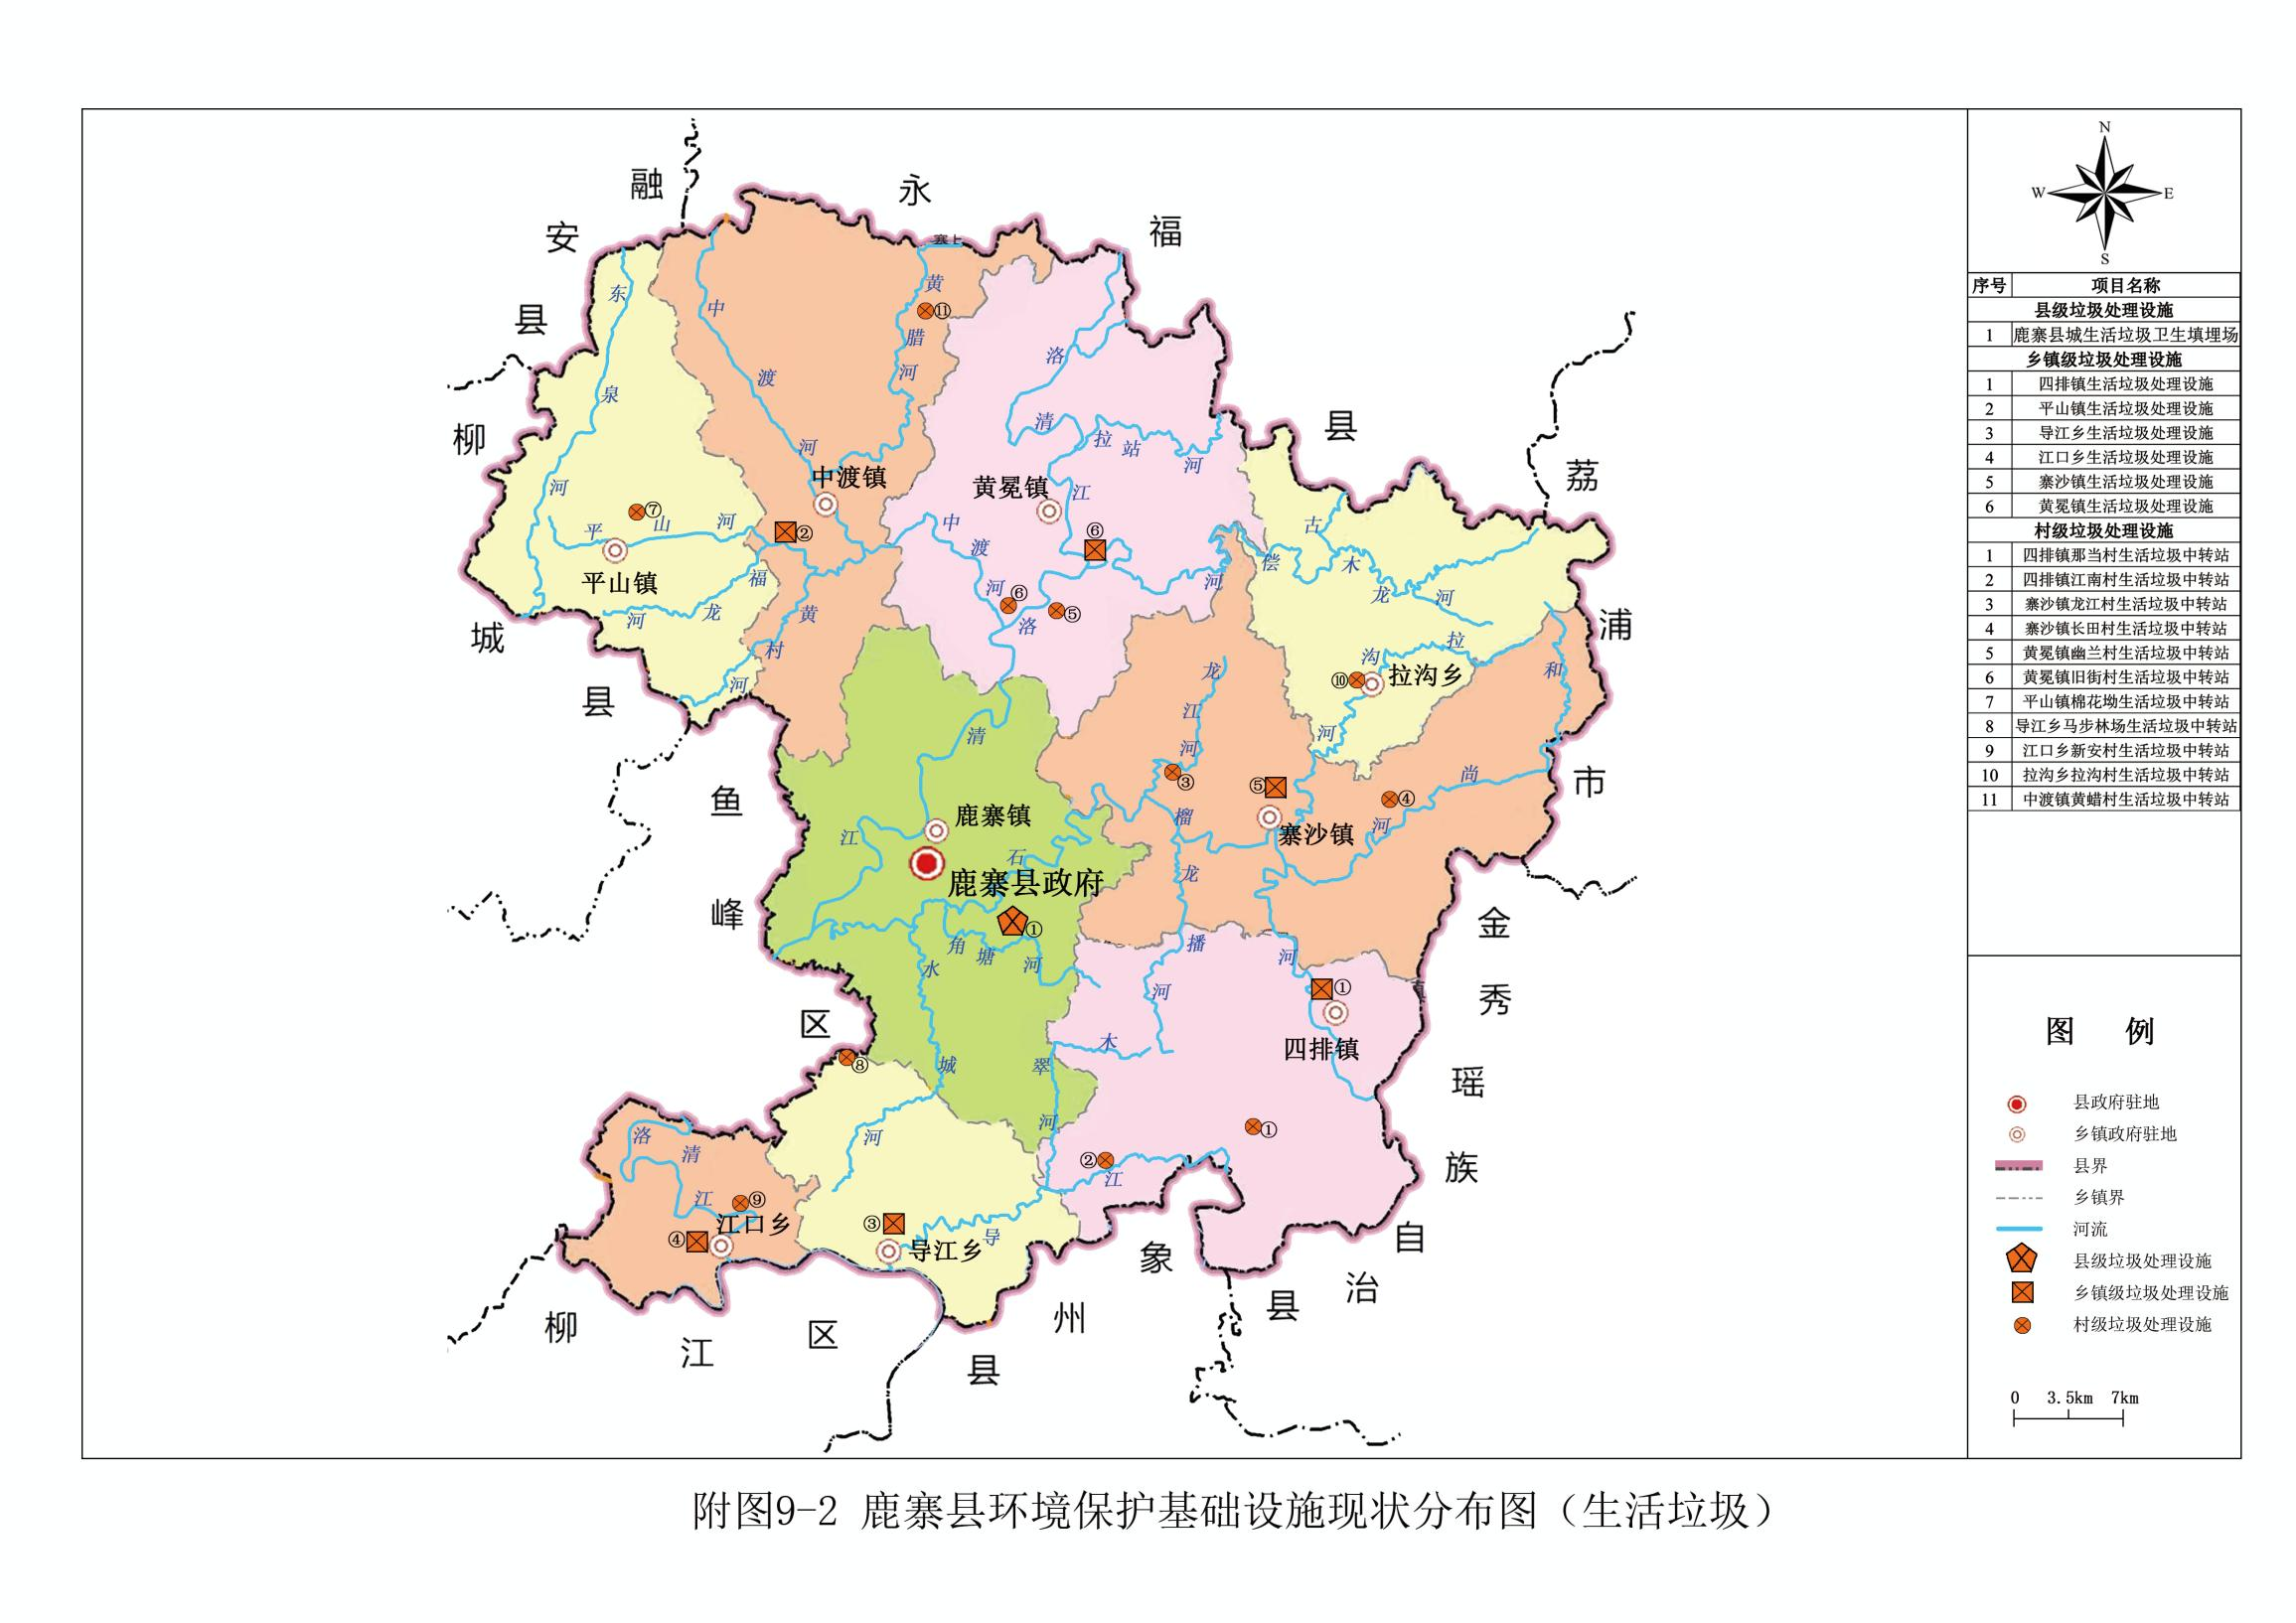 融
安
县
永
福
县
柳
城
县
荔
浦
市
鱼
峰
区
金
秀
瑶
族
自
治
县
象
州
县
柳
江
区
寨上
东
泉
河
中
渡
河
黄
腊
河
洛
清
江
拉
站
河
中渡镇
黄冕镇
平山镇
拉沟乡
鹿寨镇
鹿寨县政府
寨沙镇
四排镇
江口乡
导江乡
平
山
河
福
龙
河
黄
村
河
中
渡
河
洛
清
江
偿
河
古
木
龙
河
拉
沟
河
和
尚
河
龙
江
河
榴
龙
河
石
角
塘
河
水
城
河
播
河
木
翠
河
江
导
洛
清
江
⑪
⑦
②
⑥
⑥
⑤
⑩
③
⑤
④
①
①
⑧
①
②
⑨
④
③
N
W
E
S
序号 项目名称
县级垃圾处理设施
1 鹿寨县城生活垃圾卫生填埋场
乡镇级垃圾处理设施
1 四排镇生活垃圾处理设施
2 平山镇生活垃圾处理设施
3 导江乡生活垃圾处理设施
4 江口乡生活垃圾处理设施
5 寨沙镇生活垃圾处理设施
6 黄冕镇生活垃圾处理设施
村级垃圾处理设施
1 四排镇那当村生活垃圾中转站
2 四排镇江南村生活垃圾中转站
3 寨沙镇龙江村生活垃圾中转站
4 寨沙镇长田村生活垃圾中转站
5 黄冕镇幽兰村生活垃圾中转站
6 黄冕镇旧街村生活垃圾中转站
7 平山镇棉花坳生活垃圾中转站
8 导江乡马步林场生活垃圾中转站
9 江口乡新安村生活垃圾中转站
10 拉沟乡拉沟村生活垃圾中转站
11 中渡镇黄蜡村生活垃圾中转站
图 例
县政府驻地
乡镇政府驻地
县界
乡镇界
河流
县级垃圾处理设施
乡镇级垃圾处理设施
村级垃圾处理设施
0 3.5km 7km
附图9-2 鹿寨县环境保护基础设施现状分布图（生活垃圾）